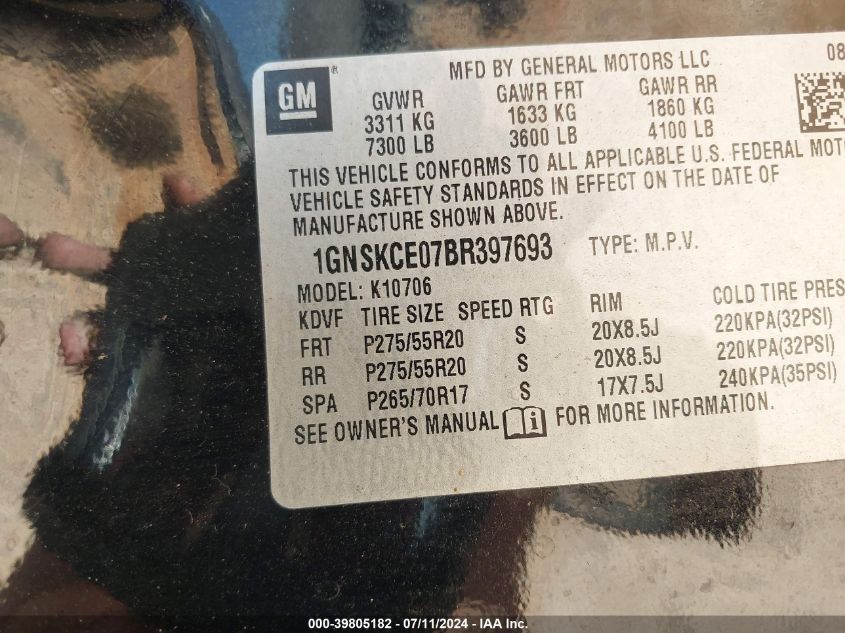 MFD BY GENERAL MOTORS LLC 08
GM ® GVWR GAWR FRT GAWR RR
3311 KG 1633 KG 1860 KG
7300 LB 3600 LB 4100 LB
THIS VEHICLE CONFORMS TO ALL APPLICABLE U.S. FEDERAL MOTO
VEHICLE SAFETY STANDARDS IN EFFECT ON THE DATE OF
MANUFACTURE SHOWN ABOVE.
1GNSKCE07BR397693 TYPE: M.P.V.
MODEL: K10706
KDVF TIRE SIZE SPEED RTG RIM COLD TIRE PRES
FRT P275/55R20 S 20X8.5J 220KPA(32PSI)
RR P275/55R20 S 20X8.5J 220KPA(32PSI)
SPA P265/70R17 S 17X7.5J 240KPA(35PSI)
SEE OWNER'S MANUAL i FOR MORE INFORMATION.
000-39805182 - 07/11/2024 - IAA Inc.